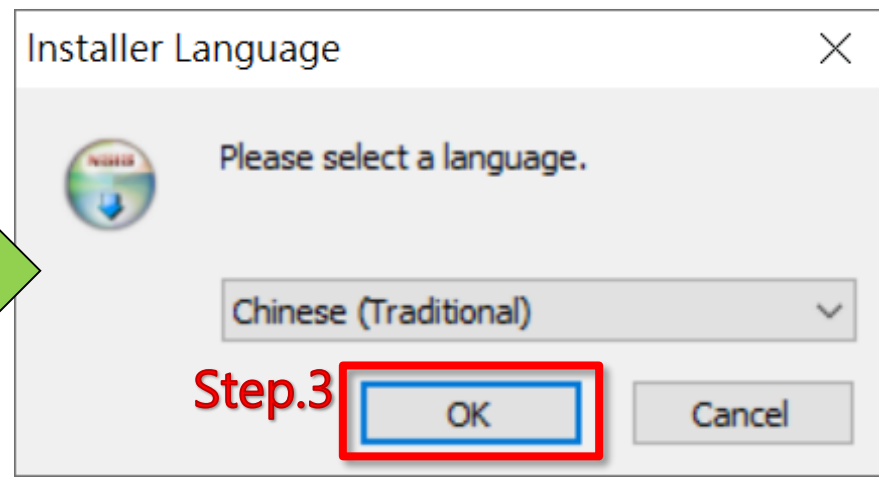 Installer Language
Please select a language.
Chinese (Traditional)
Step.3
OK
Cancel